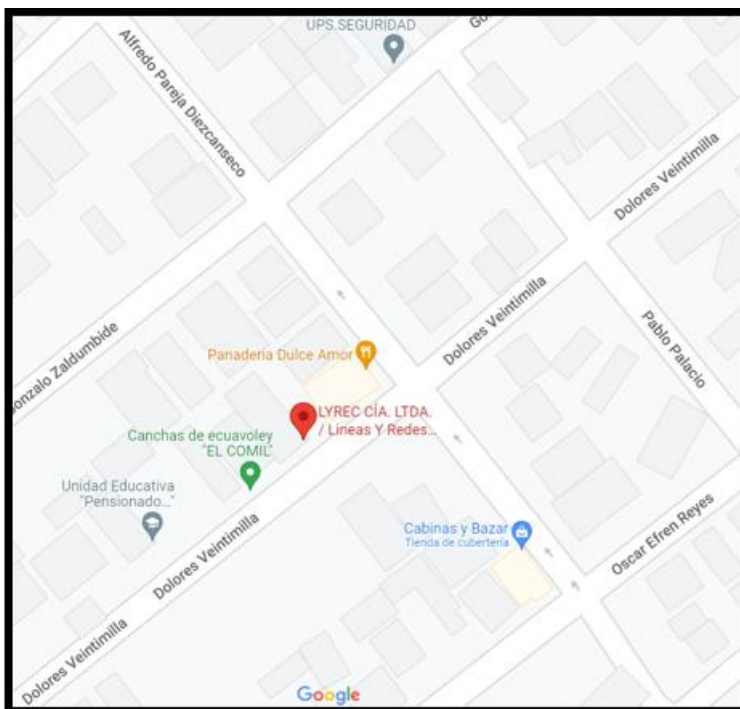 UPS.SEGURIDAD
Alfredo Pareja Diezcanseco
Dolores Veintimilla
Dolores Veintimilla
Pablo Palacio
Gonzalo Zaldumbide
Panadería Dulce Amor
LYREC CÍA. LTDA.
/ Lineas Y Redes...
Canchas de ecuavoley
"EL COMIL"
Unidad Educativa
"Pensionado..."
Cabinas y Bazar
Tienda de cubertería
Oscar Efren Reyes
Dolores Veintimilla
Dolores Veintimilla
Google